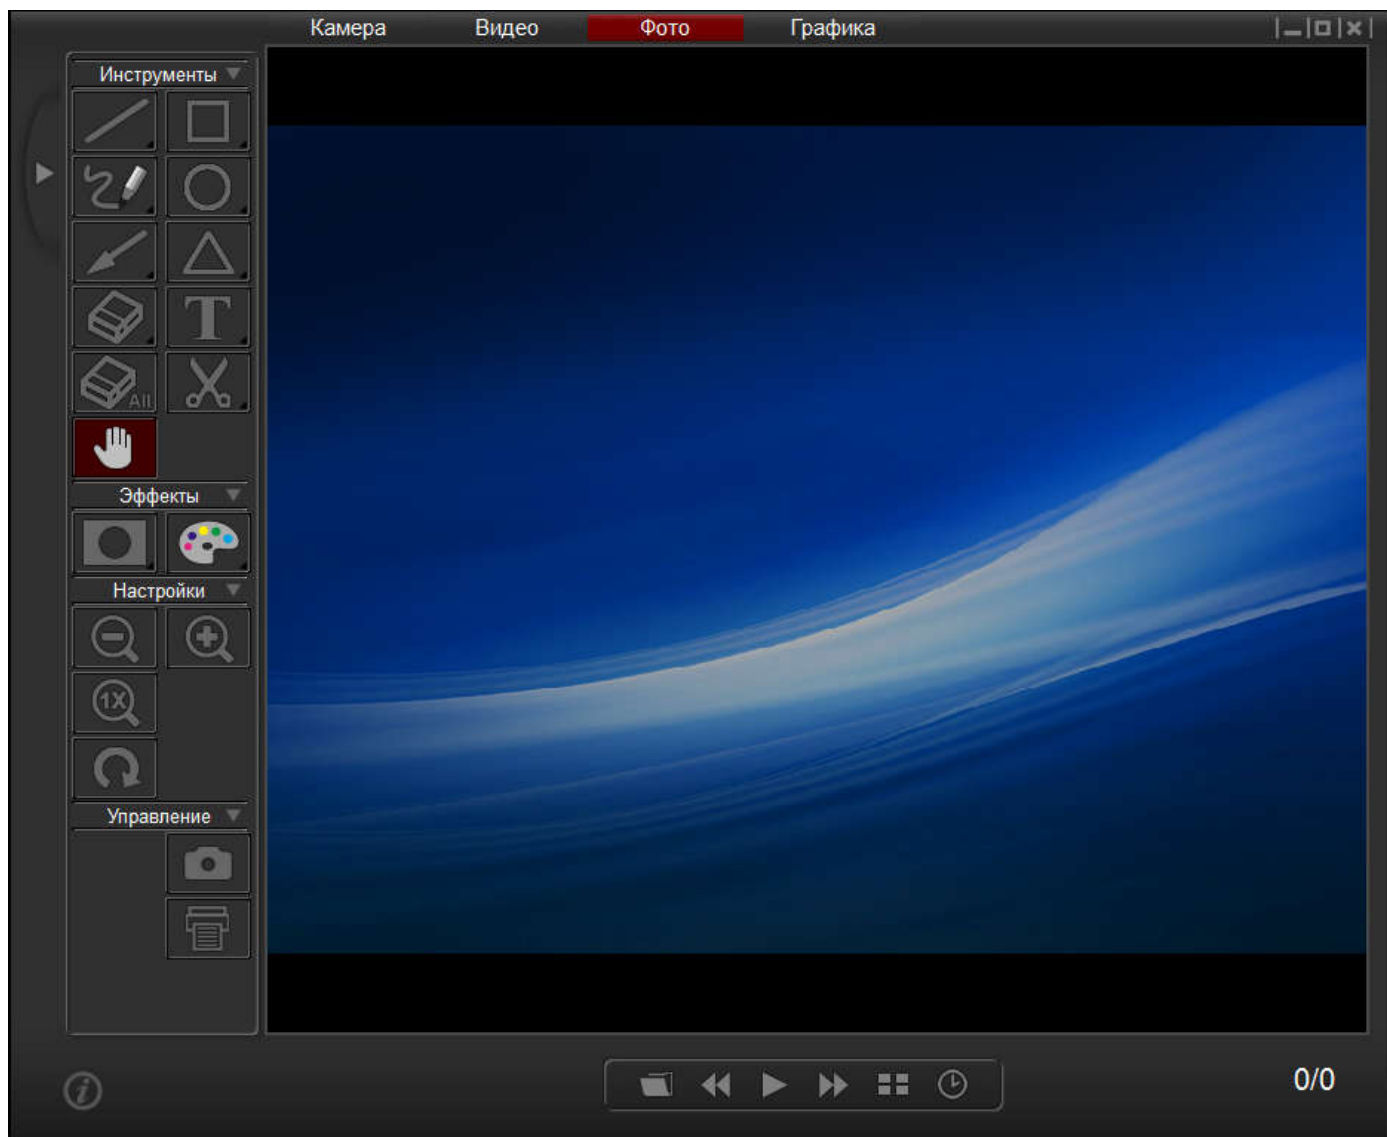 Камера Видео Фото Графика
Инструменты
T
All
Эффекты
Настройки
1X
Управление
i
0/0